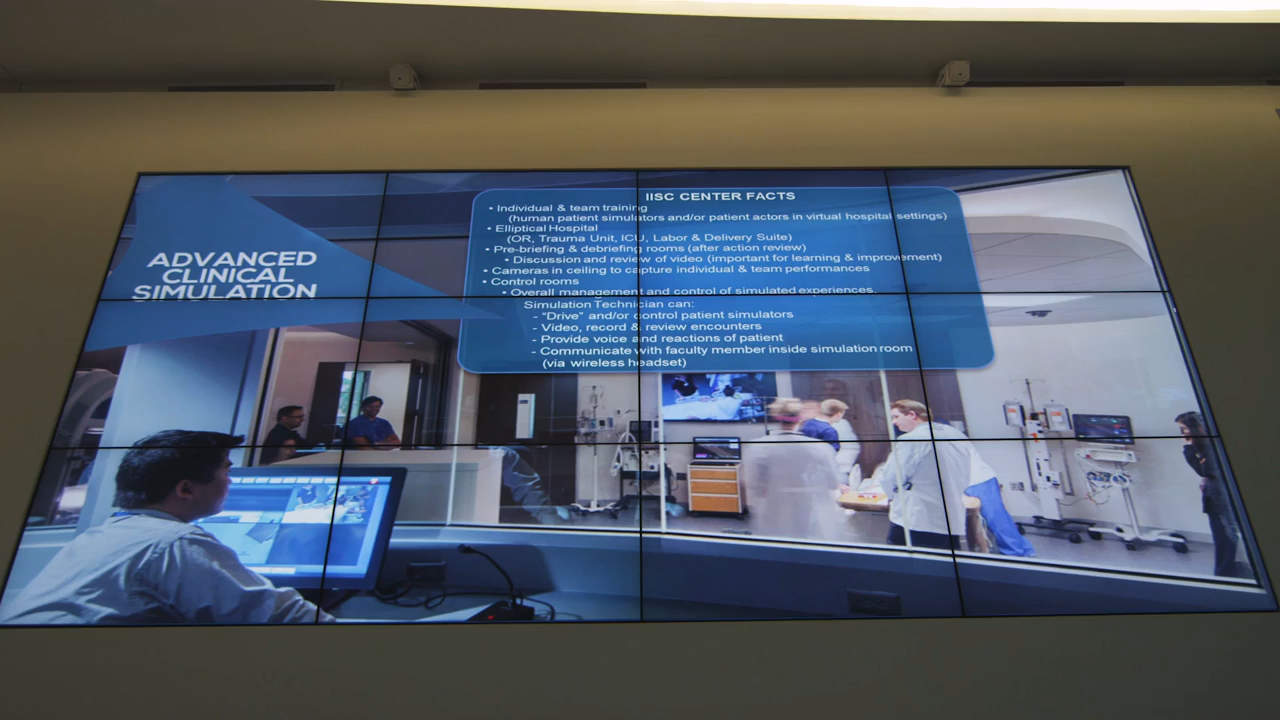 ADVANCED
CLINICAL
SIMULATION
IISC CENTER FACTS
• Individual & team training
(human patient simulators and/or patient actors in virtual hospital settings)
• Elliptical Hospital
(OR, Trauma Unit, ICU, Labor & Delivery Suite)
• Pre-briefing & debriefing rooms (after action review)
• Discussion and review of video (important for learning & improvement)
• Cameras in ceiling to capture individual & team performances
• Control rooms
• Overall management and control of simulated experiences.
Simulation Technician can:
- "Drive" and/or control patient simulators
- Video, record & review encounters
- Provide voice and reactions of patient
- Communicate with faculty member inside simulation room
(via wireless headset)